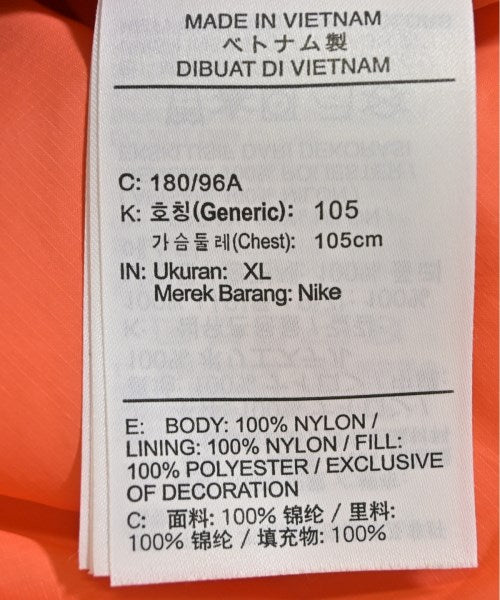 MADE IN VIETNAM
ベトナム製
DIBUAT DI VIETNAM
C: 180/96A
K: 호칭(Generic): 105
가슴둘레(Chest): 105cm
IN: Ukuran: XL
Merek Barang: Nike
E: BODY: 100% NYLON /
LINING: 100% NYLON / FILL:
100% POLYESTER / EXCLUSIVE
OF DECORATION
C: 面料: 100% 锦纶 / 里料:
100% 锦纶 / 填充物: 100%